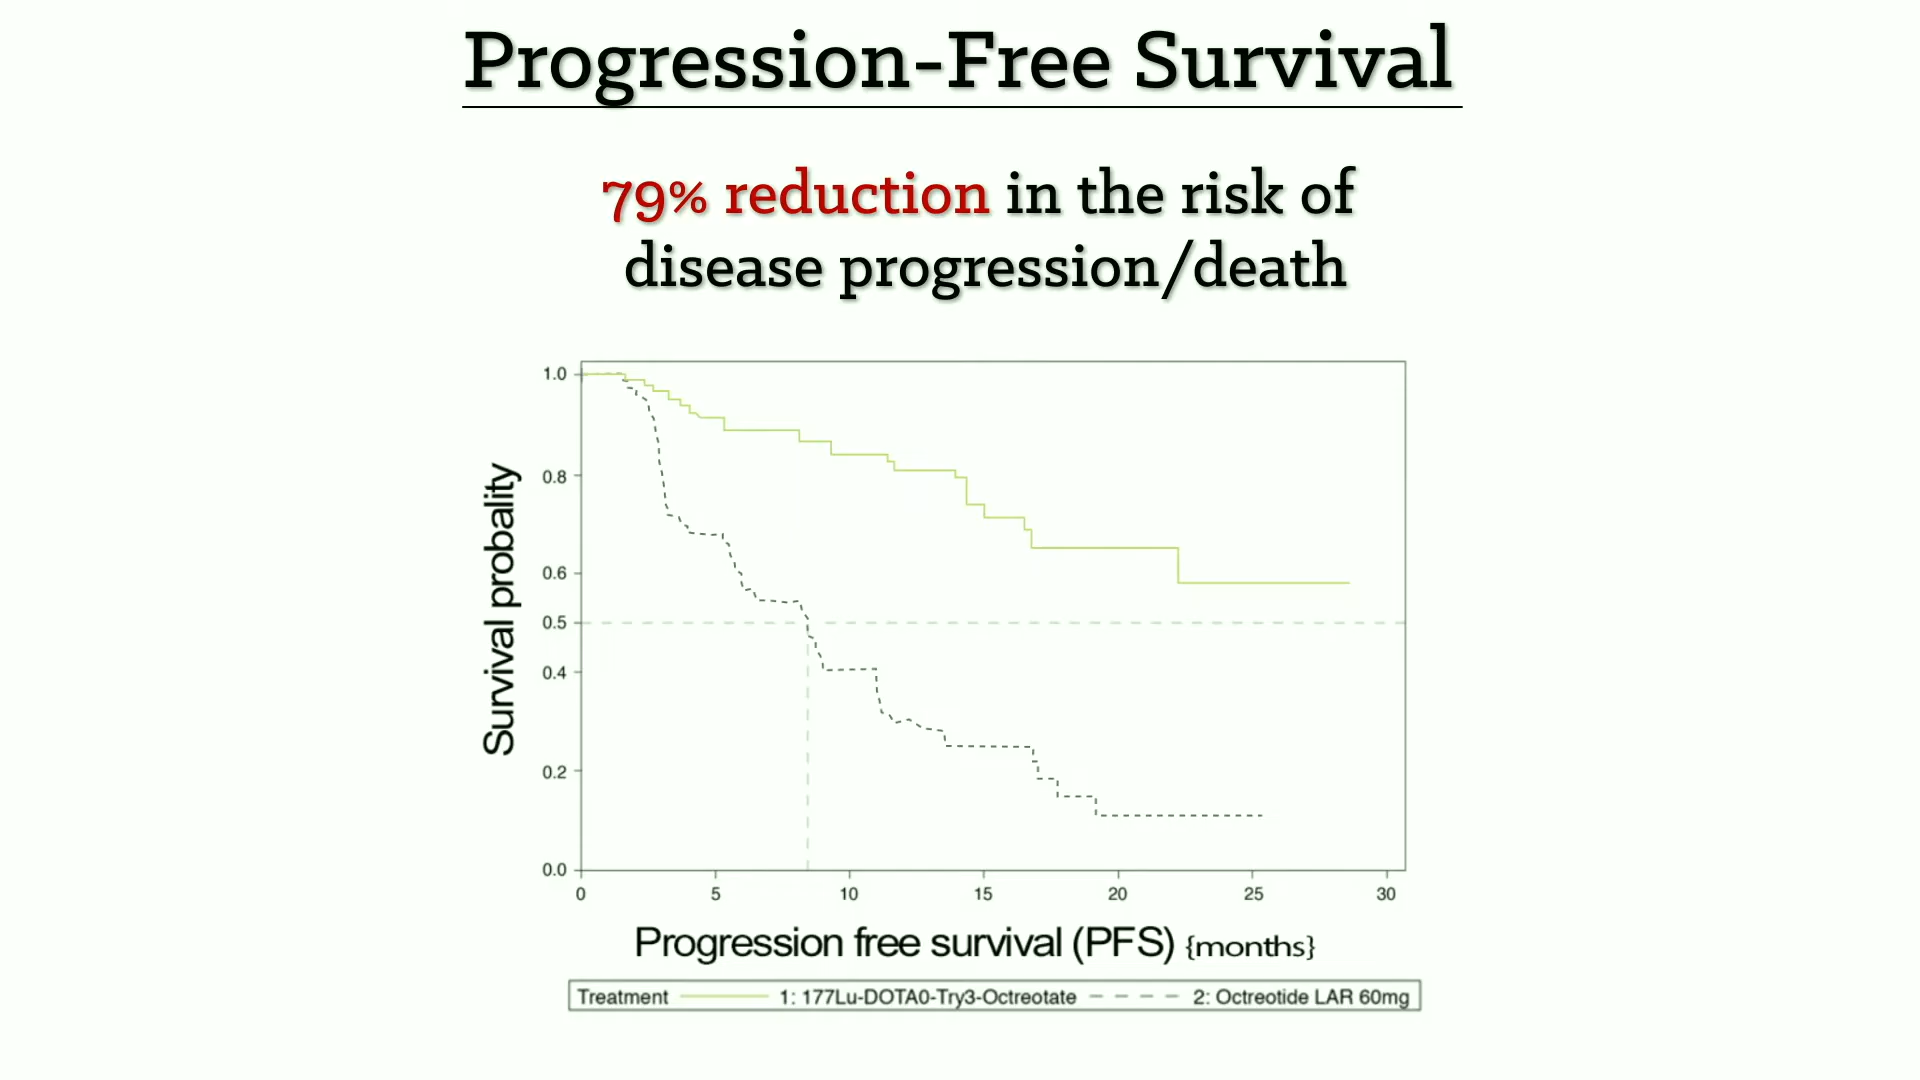 Progression-Free Survival
79% reduction in the risk of
disease progression/death
1.0
0.8
0.6
0.5
0.4
0.2
0.0
Survival probality
0 5 10 15 20 25 30
Progression free survival (PFS) {months}
Treatment 1: 177Lu-DOTA0-Try3-Octreotate 2: Octreotide LAR 60mg